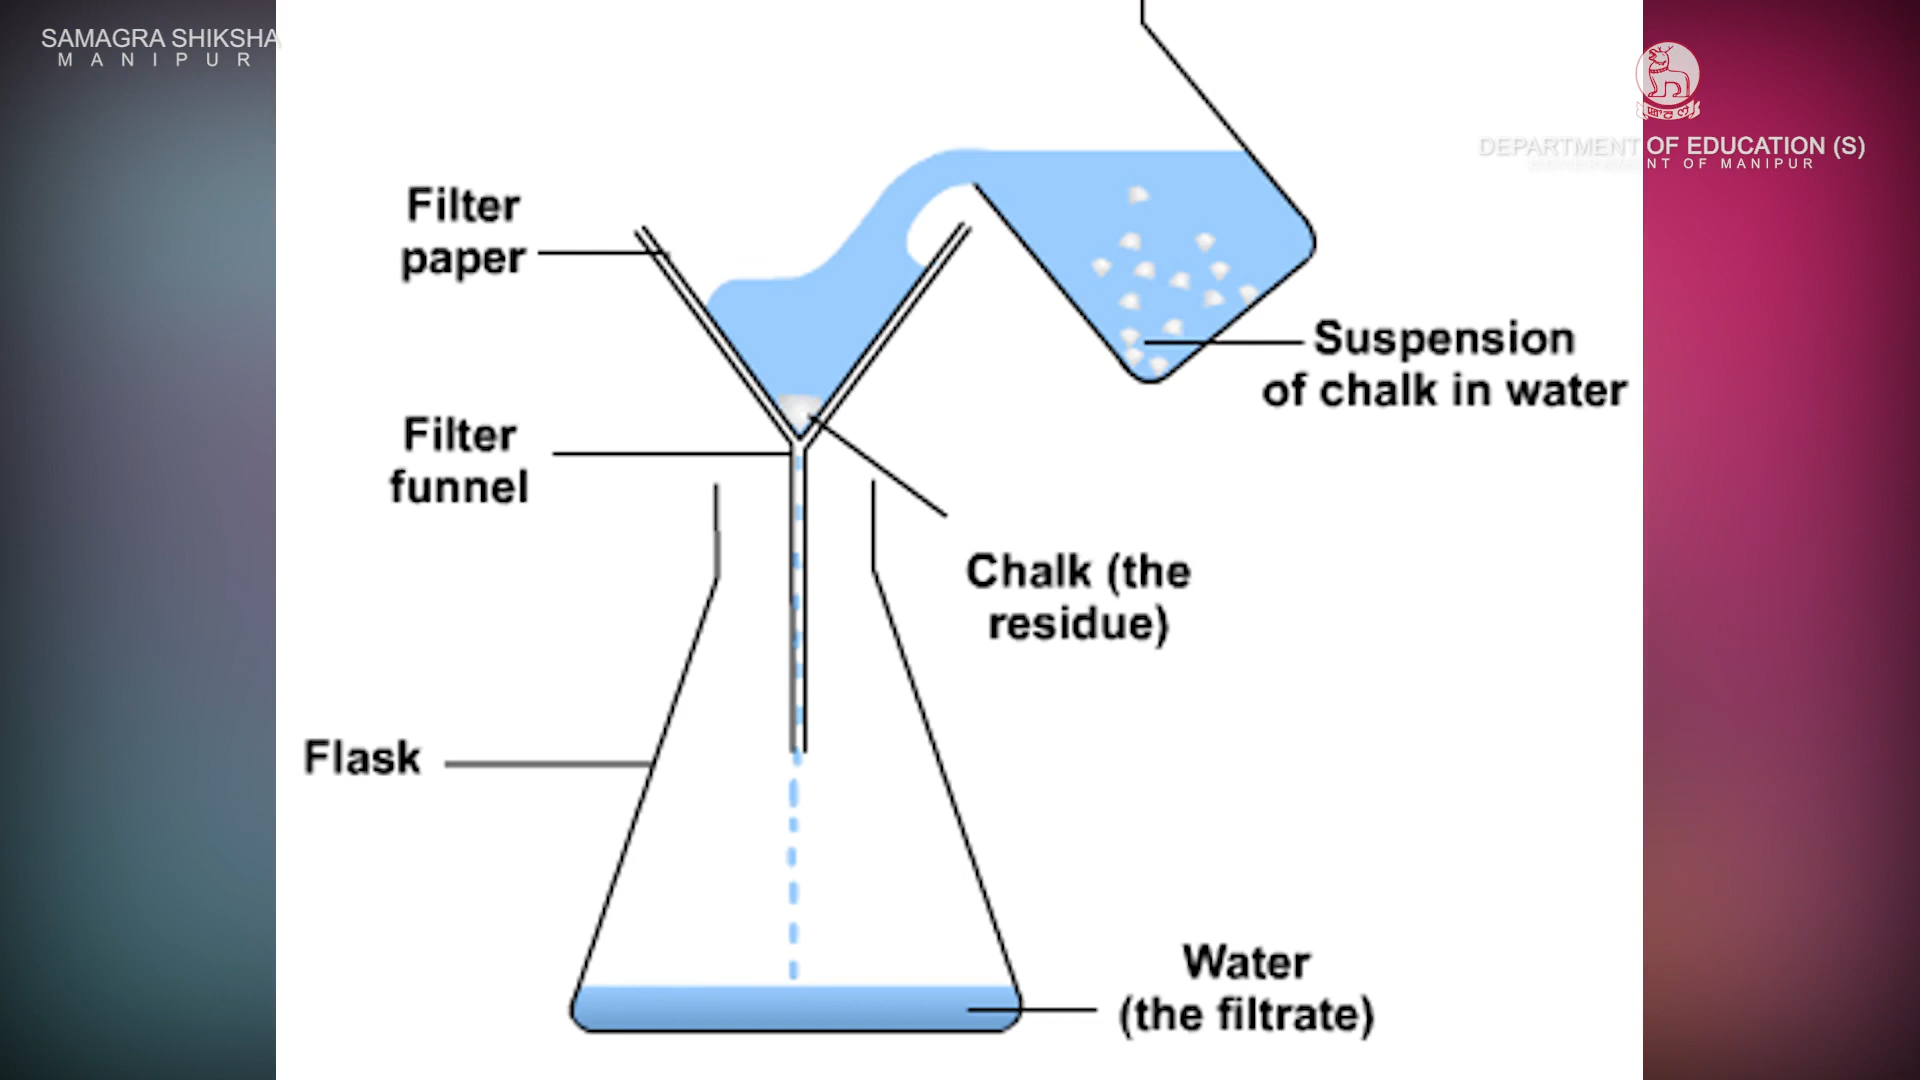 SAMAGRA SHIKSHA
MANIPUR
DEPARTMENT OF EDUCATION (S)
NT OF MANIPUR
Filter
paper
Suspension
of chalk in water
Filter
funnel
Chalk (the
residue)
Flask
Water
(the filtrate)